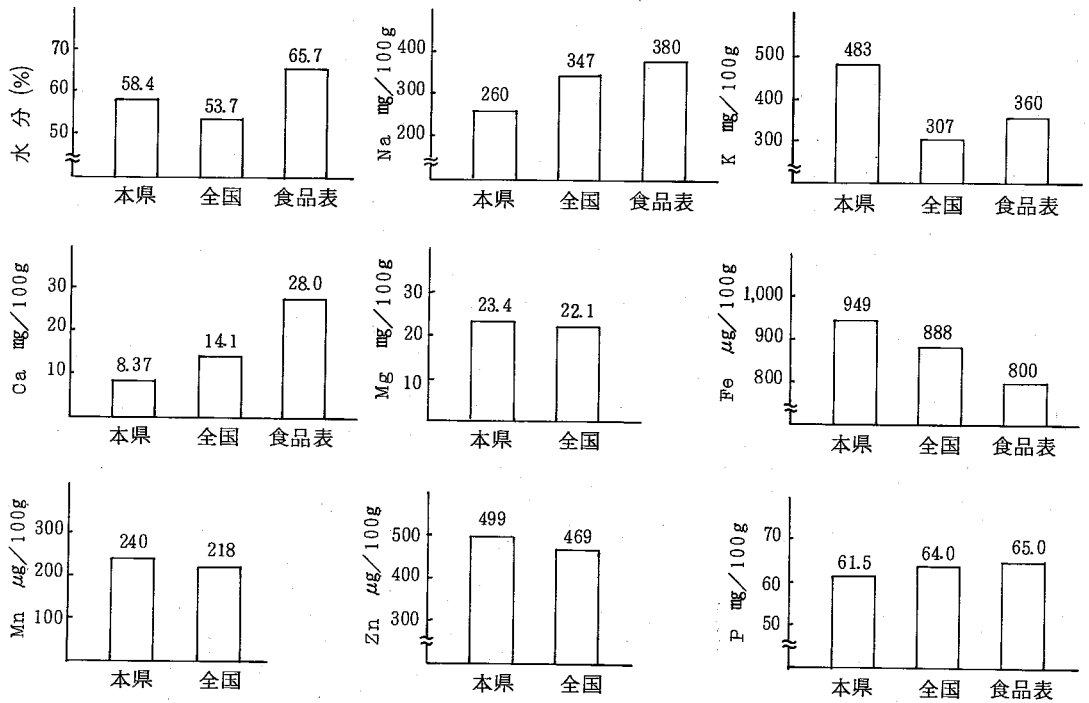 水分 (%)
70
60
50
58.4
53.7
65.7
本県 全国 食品表
Na mg/100g
400
300
200
260
347
380
本県 全国 食品表
K mg/100g
500
400
300
483
307
360
本県 全国 食品表
Ca mg/100g
30
20
10
8.37
14.1
28.0
本県 全国 食品表
Mg mg/100g
30
20
10
23.4
22.1
本県 全国
Fe μg/100g
1,000
900
800
949
888
800
本県 全国 食品表
Mn μg/100g
300
200
100
240
218
本県 全国
Zn μg/100g
500
400
300
499
469
本県 全国
P mg/100g
70
60
50
61.5
64.0
65.0
本県 全国 食品表